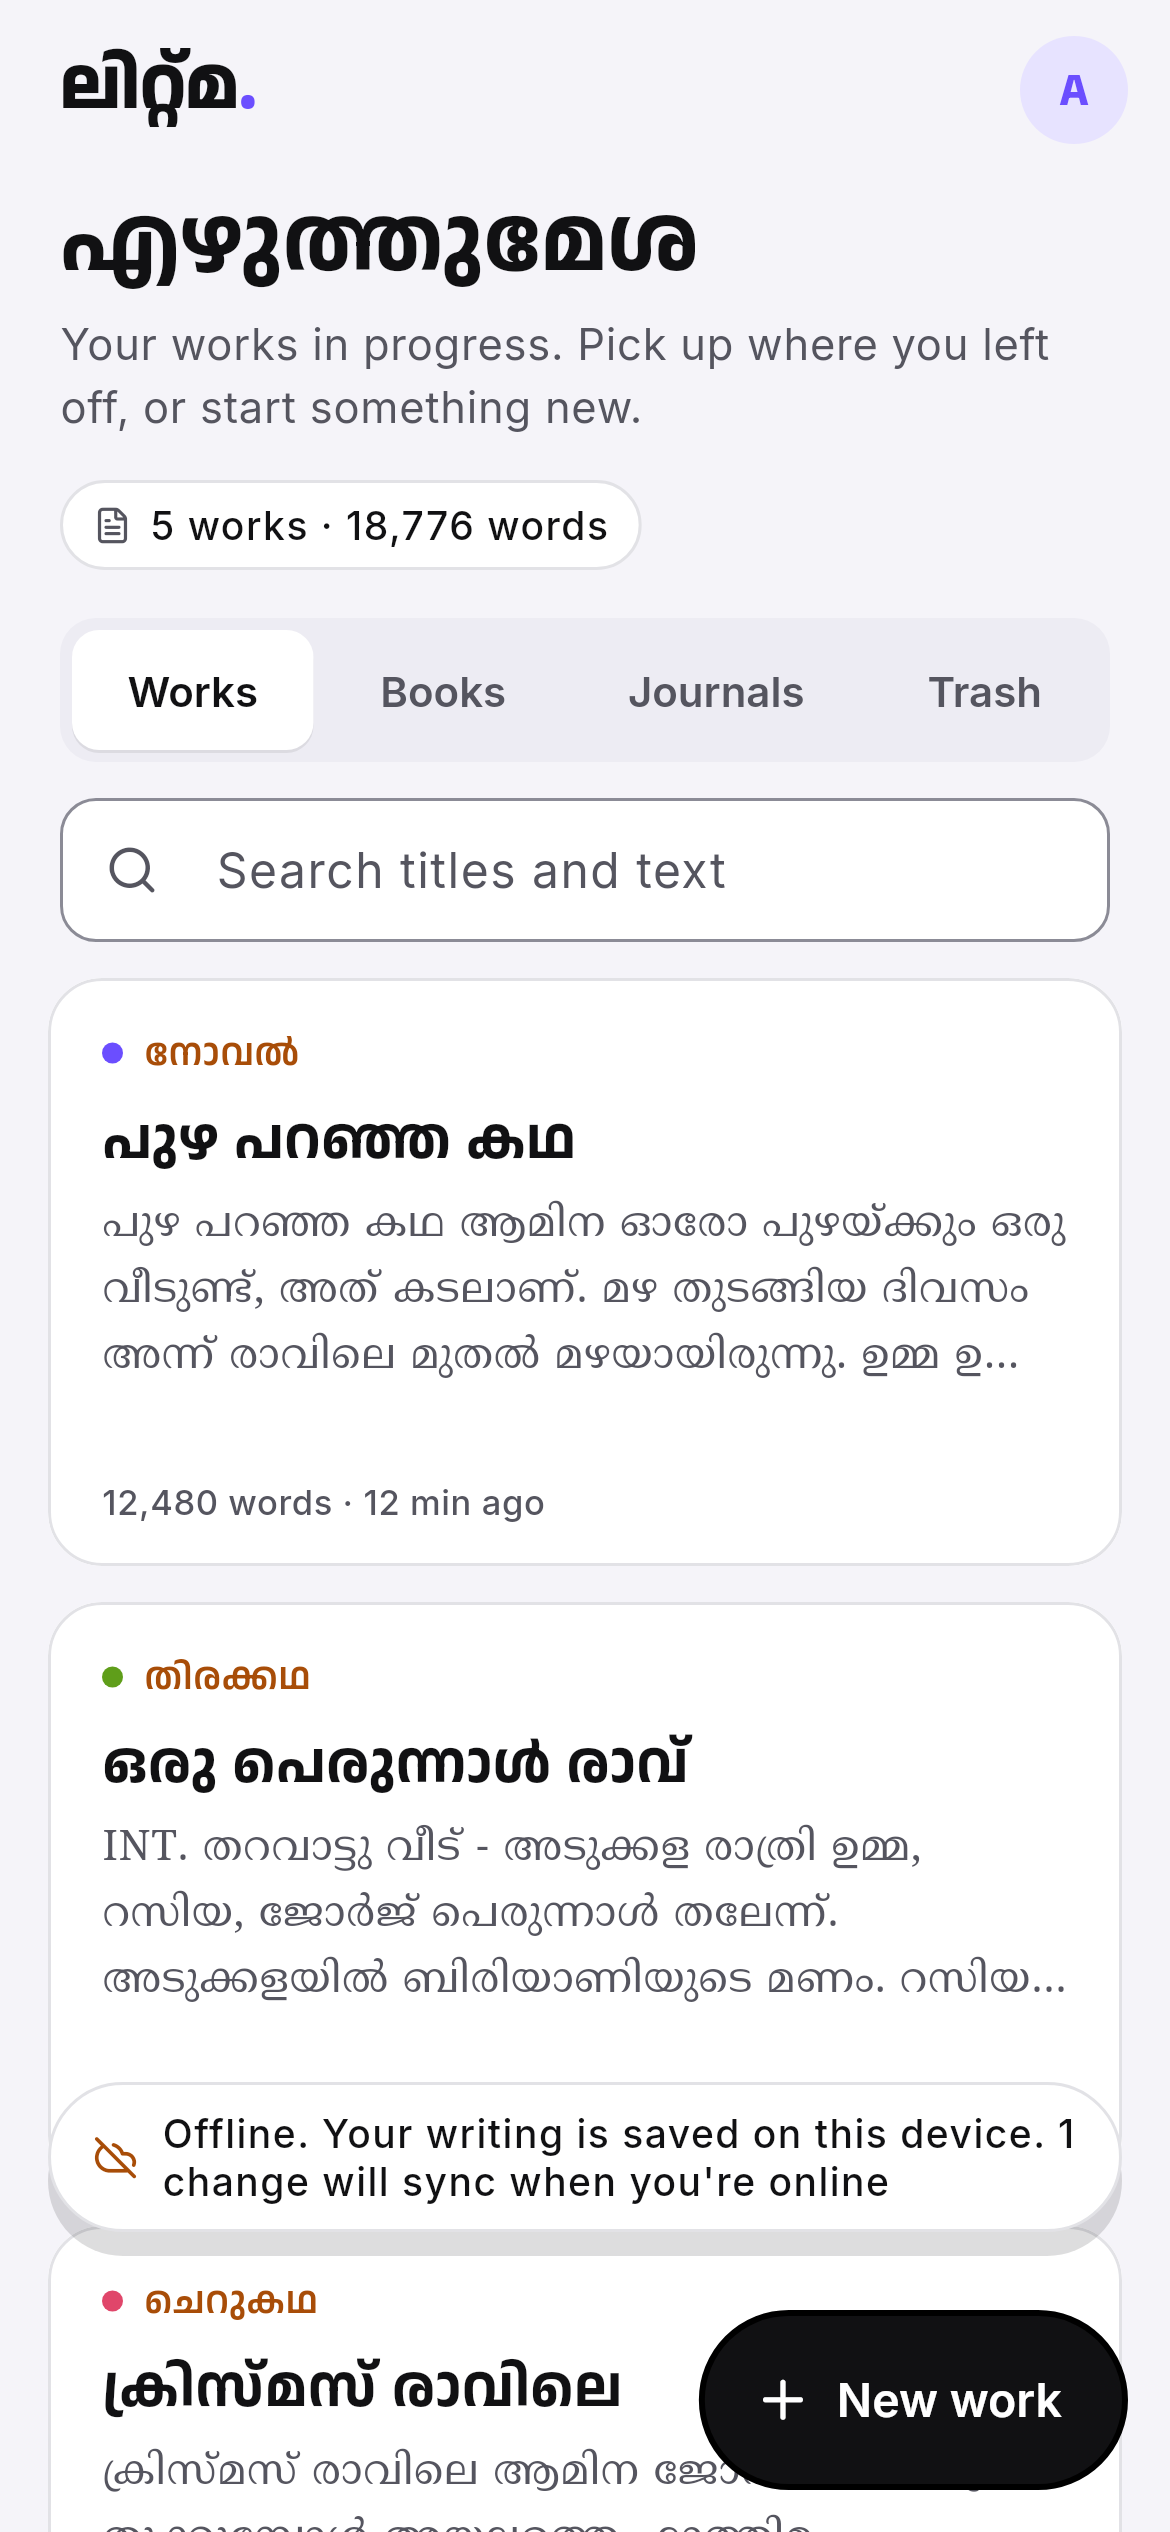 ലിറ്റ്മ.
A
എഴുത്തുമേശ
Your works in progress. Pick up where you left
off, or start something new.
5 works · 18,776 words
Works Books Journals Trash
Search titles and text
നോവൽ
പുഴ പറഞ്ഞ കഥ
പുഴ പറഞ്ഞ കഥ ആമിന ഓരോ പുഴയ്ക്കും ഒരു
വീടുണ്ട്, അത് കടലാണ്. മഴ തുടങ്ങിയ ദിവസം
അന്ന് രാവിലെ മുതൽ മഴയായിരുന്നു. ഉമ്മ ഉ...
12,480 words · 12 min ago
തിരക്കഥ
ഒരു പെരുന്നാൾ രാവ്
INT. തറവാട്ടു വീട് - അടുക്കള രാത്രി ഉമ്മ,
റസിയ, ജോർജ് പെരുന്നാൾ തലേന്ന്.
അടുക്കളയിൽ ബിരിയാണിയുടെ മണം. റസിയ...
Offline. Your writing is saved on this device. 1
change will sync when you're online
ചെറുകഥ
ക്രിസ്മസ് രാവിലെ
New work
ക്രിസ്മസ് രാവിലെ ആമിന